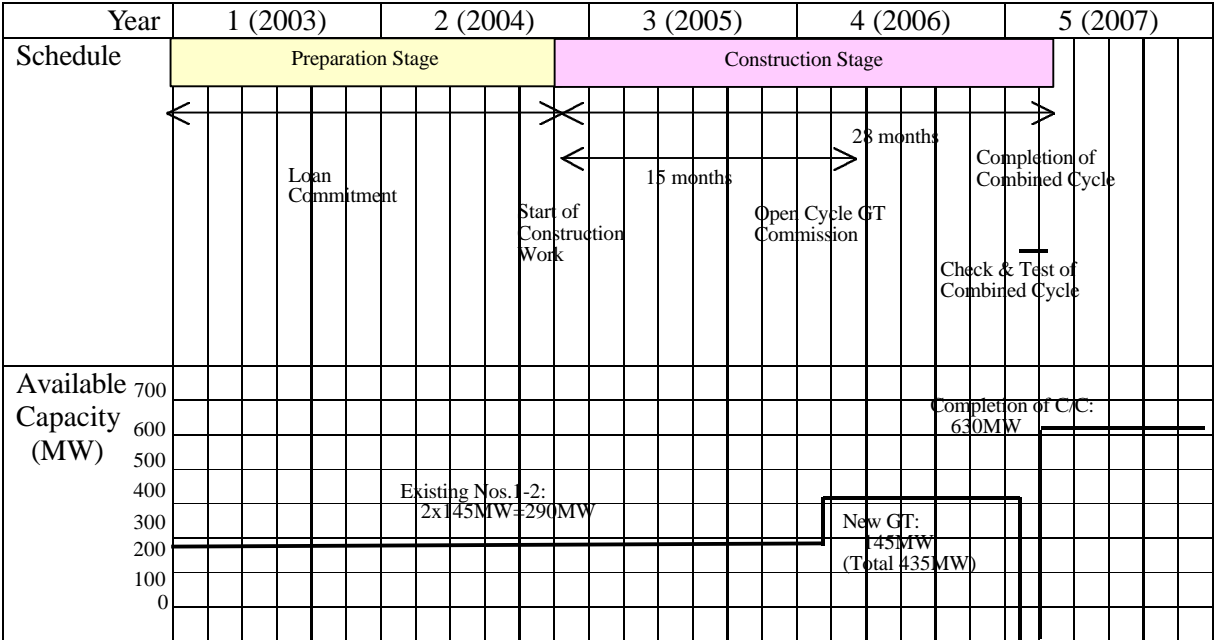 Year 1 (2003) 2 (2004) 3 (2005) 4 (2006) 5 (2007)
Schedule
Preparation Stage
Construction Stage
28 months
15 months
Loan
Commitment
Start of
Construction
Work
Open Cycle GT
Commission
Completion of
Combined Cycle
Check & Test of
Combined Cycle
Available
Capacity
(MW)
700
600
500
400
300
200
100
0
Existing Nos.1-2:
2x145MW=290MW
New GT:
145MW
(Total 435MW)
Completion of C/C:
630MW